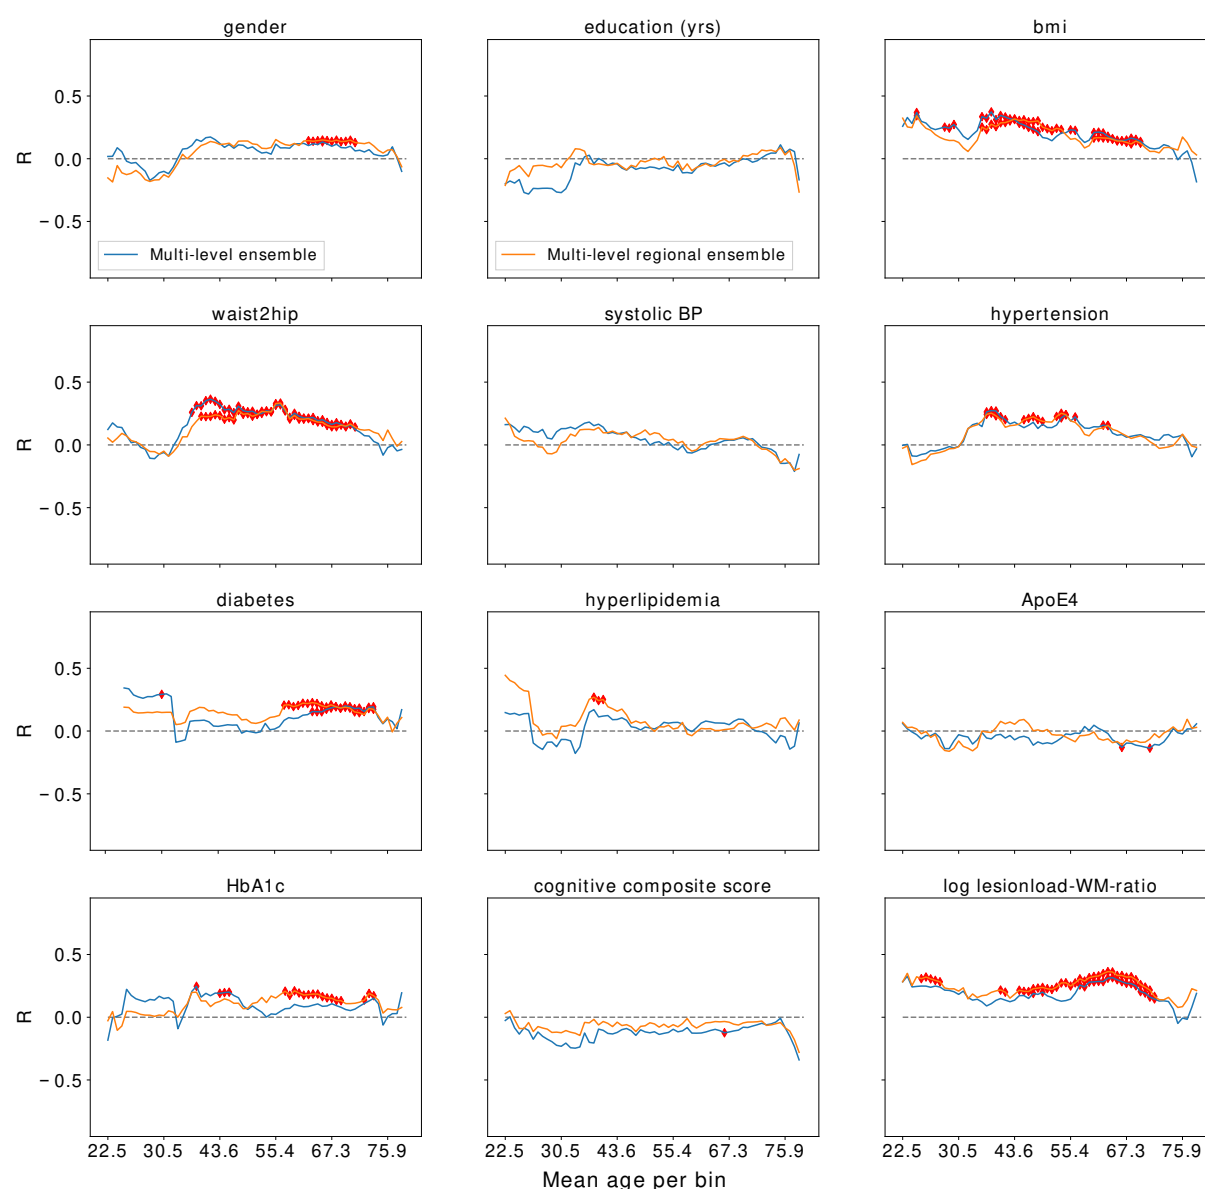 gender
education (yrs)
bmi
R
0.5
0.0
−0.5
Multi-level ensemble
Multi-level regional ensemble
waist2hip
systolic BP
hypertension
R
0.5
0.0
−0.5
diabetes
hyperlipidemia
ApoE4
R
0.5
0.0
−0.5
HbA1c
cognitive composite score
log lesionload-WM-ratio
R
0.5
0.0
−0.5
22.5 30.5 43.6 55.4 67.3 75.9
22.5 30.5 43.6 55.4 67.3 75.9
22.5 30.5 43.6 55.4 67.3 75.9
Mean age per bin